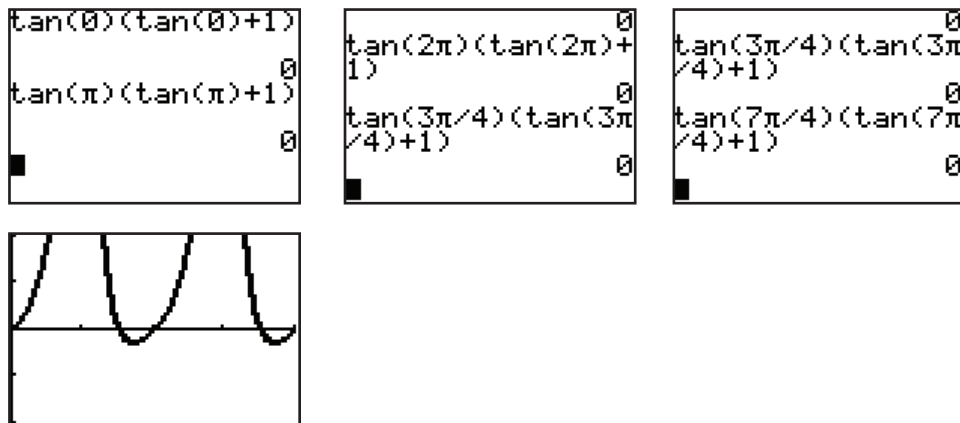 tan(0)(tan(0)+1)
0
tan(π)(tan(π)+1)
0
0
tan(2π)(tan(2π)+
1)
0
tan(3π/4)(tan(3π
/4)+1)
0
0
tan(3π/4)(tan(3π
/4)+1)
0
tan(7π/4)(tan(7π
/4)+1)
0